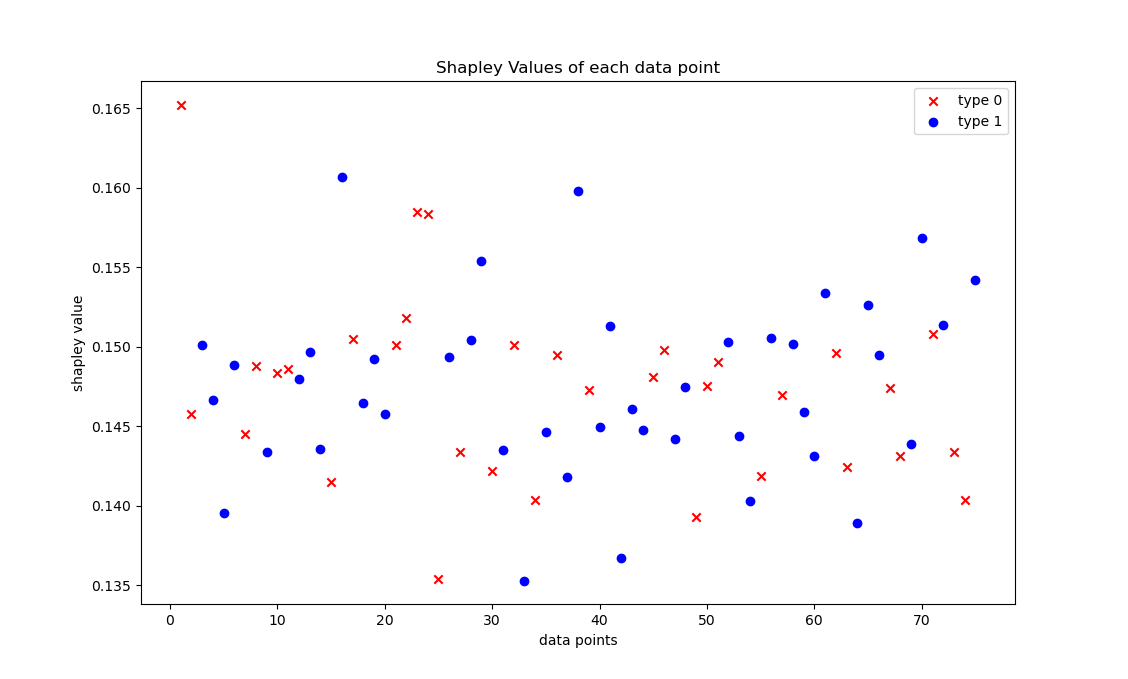 Shapley Values of each data point
type 0
type 1
shapley value
0.165
0.160
0.155
0.150
0.145
0.140
0.135
0 10 20 30 40 50 60 70
data points